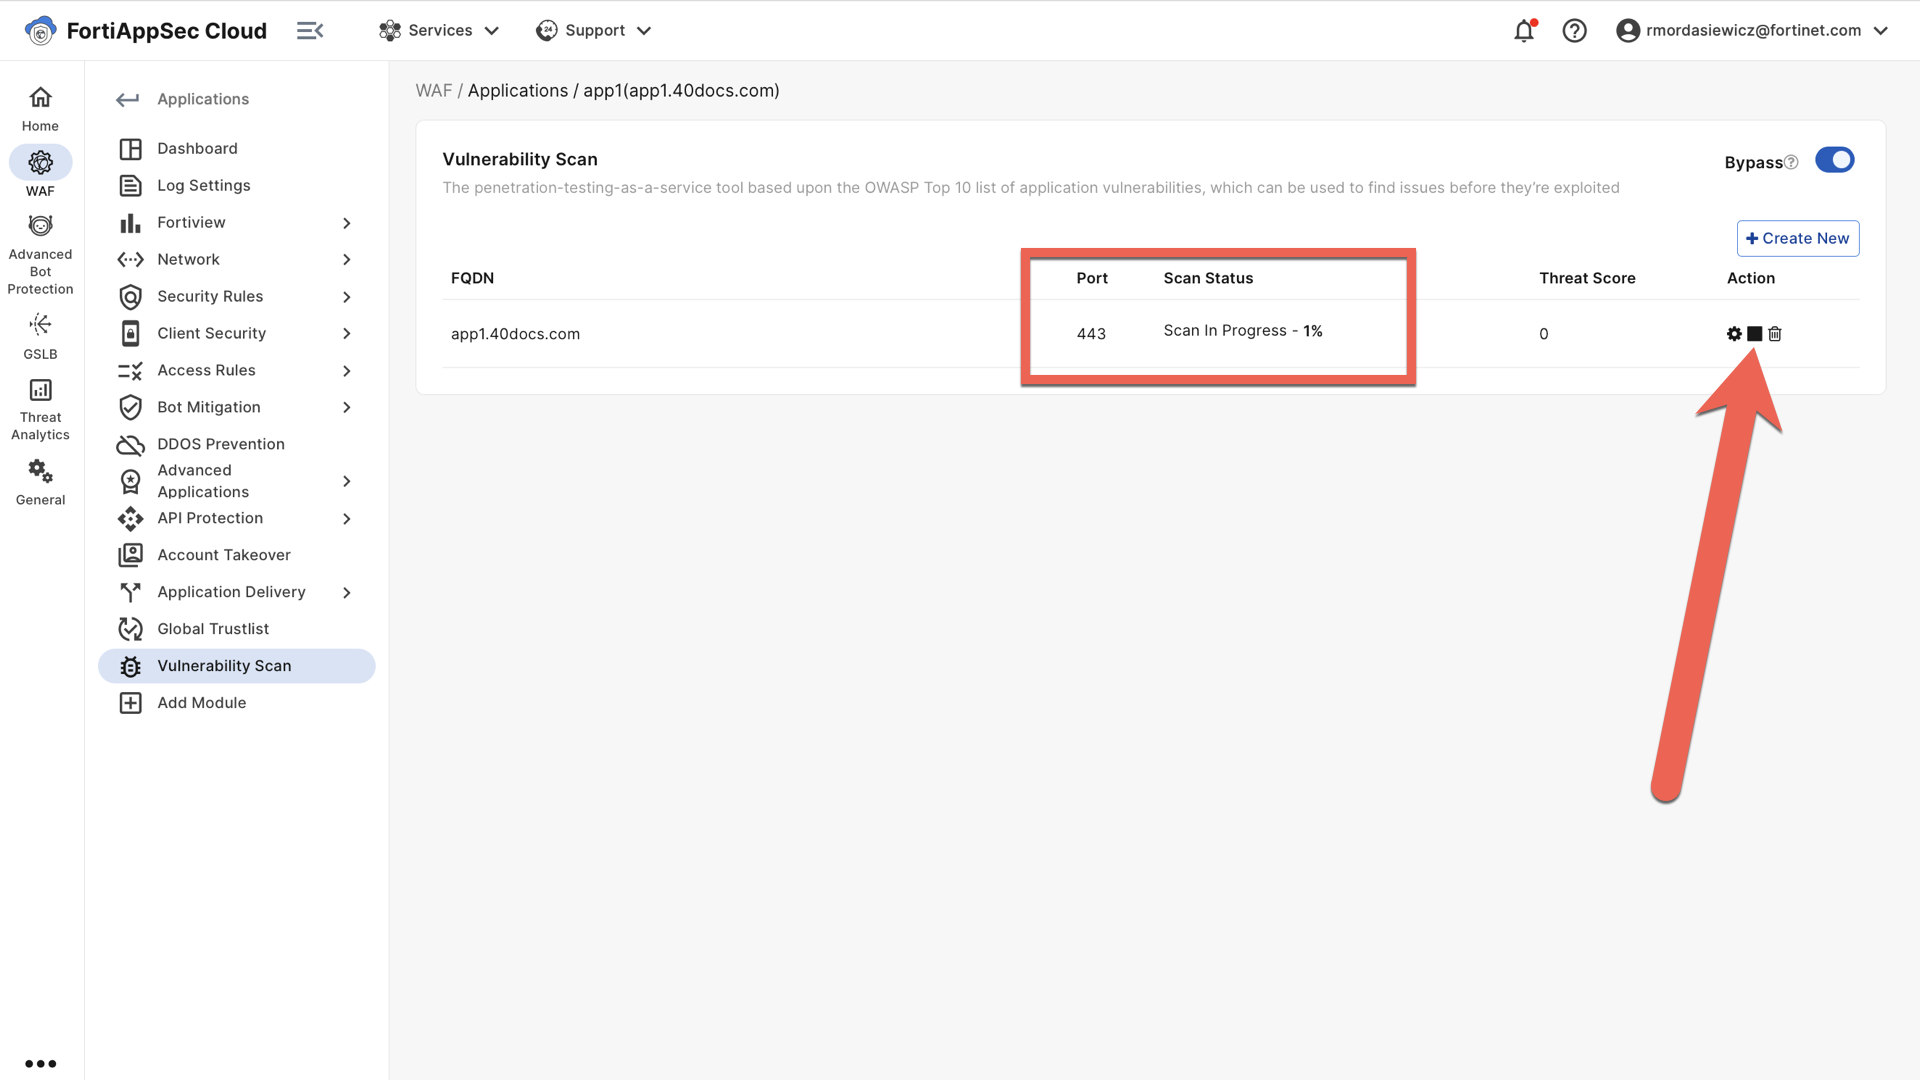 FortiAppSec Cloud
Services
24
Support
rmordasiewicz@fortinet.com
Home
WAF
Advanced
Bot
Protection
GSLB
Threat
Analytics
General
Applications
Dashboard
Log Settings
Fortiview
Network
Security Rules
Client Security
Access Rules
Bot Mitigation
DDOS Prevention
Advanced
Applications
API Protection
Account Takeover
Application Delivery
Global Trustlist
Vulnerability Scan
Add Module
WAF / Applications / app1(app1.40docs.com)
Vulnerability Scan
Bypass
The penetration-testing-as-a-service tool based upon the OWASP Top 10 list of application vulnerabilities, which can be used to find issues before they’re exploited
Create New
FQDN Port Scan Status Threat Score Action
app1.40docs.com 443 Scan In Progress - 1% 0